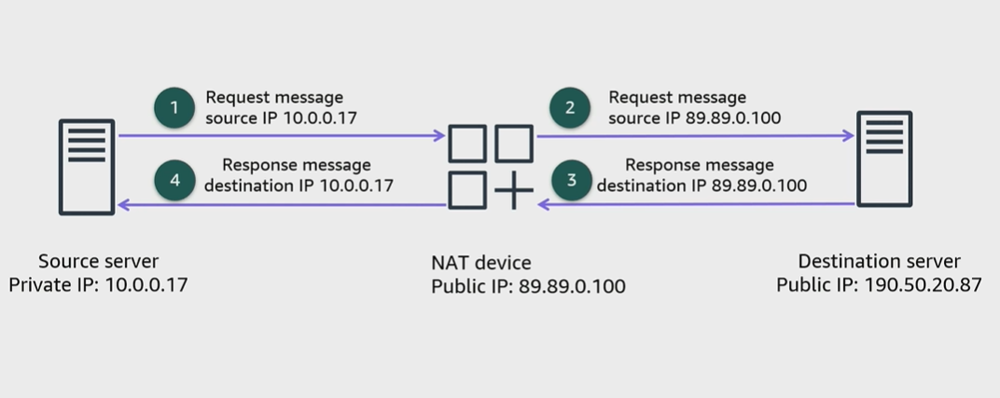 1
Request message
source IP 10.0.0.17
2
Request message
source IP 89.89.0.100
4
Response message
destination IP 10.0.0.17
3
Response message
destination IP 89.89.0.100
Source server
Private IP: 10.0.0.17
NAT device
Public IP: 89.89.0.100
Destination server
Public IP: 190.50.20.87